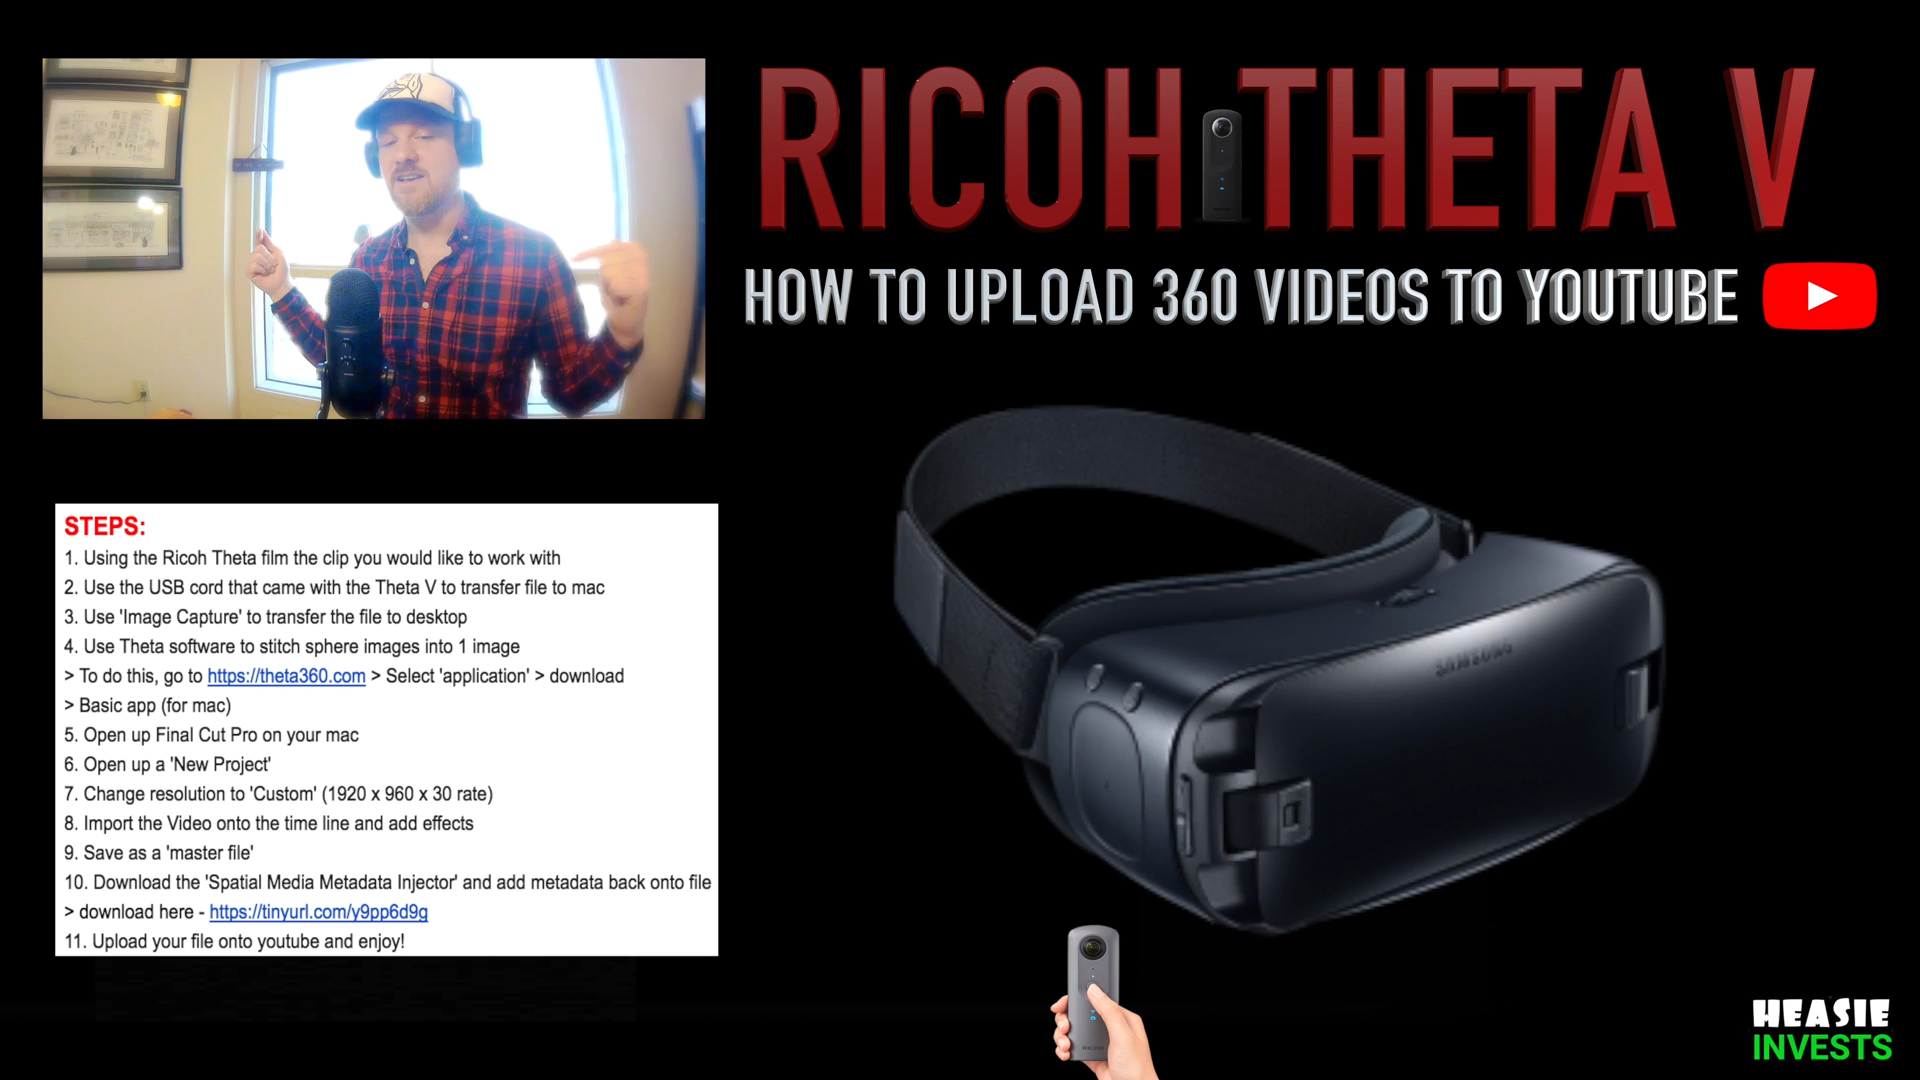 RICOH THETA V
HOW TO UPLOAD 360 VIDEOS TO YOUTUBE
STEPS:
1. Using the Ricoh Theta film the clip you would like to work with
2. Use the USB cord that came with the Theta V to transfer file to mac
3. Use 'Image Capture' to transfer the file to desktop
4. Use Theta software to stitch sphere images into 1 image
> To do this, go to https://theta360.com > Select 'application' > download
> Basic app (for mac)
5. Open up Final Cut Pro on your mac
6. Open up a 'New Project'
7. Change resolution to 'Custom' (1920 x 960 x 30 rate)
8. Import the Video onto the time line and add effects
9. Save as a 'master file'
10. Download the 'Spatial Media Metadata Injector' and add metadata back onto file
> download here - https://tinyurl.com/y9pp6d9g
11. Upload your file onto youtube and enjoy!
SAMSUNG
RICOH
HEASIE
INVESTS